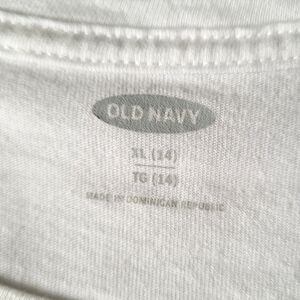 OLD NAVY
XL (14)
TG (14)
MADE IN DOMINICAN REPUBLIC